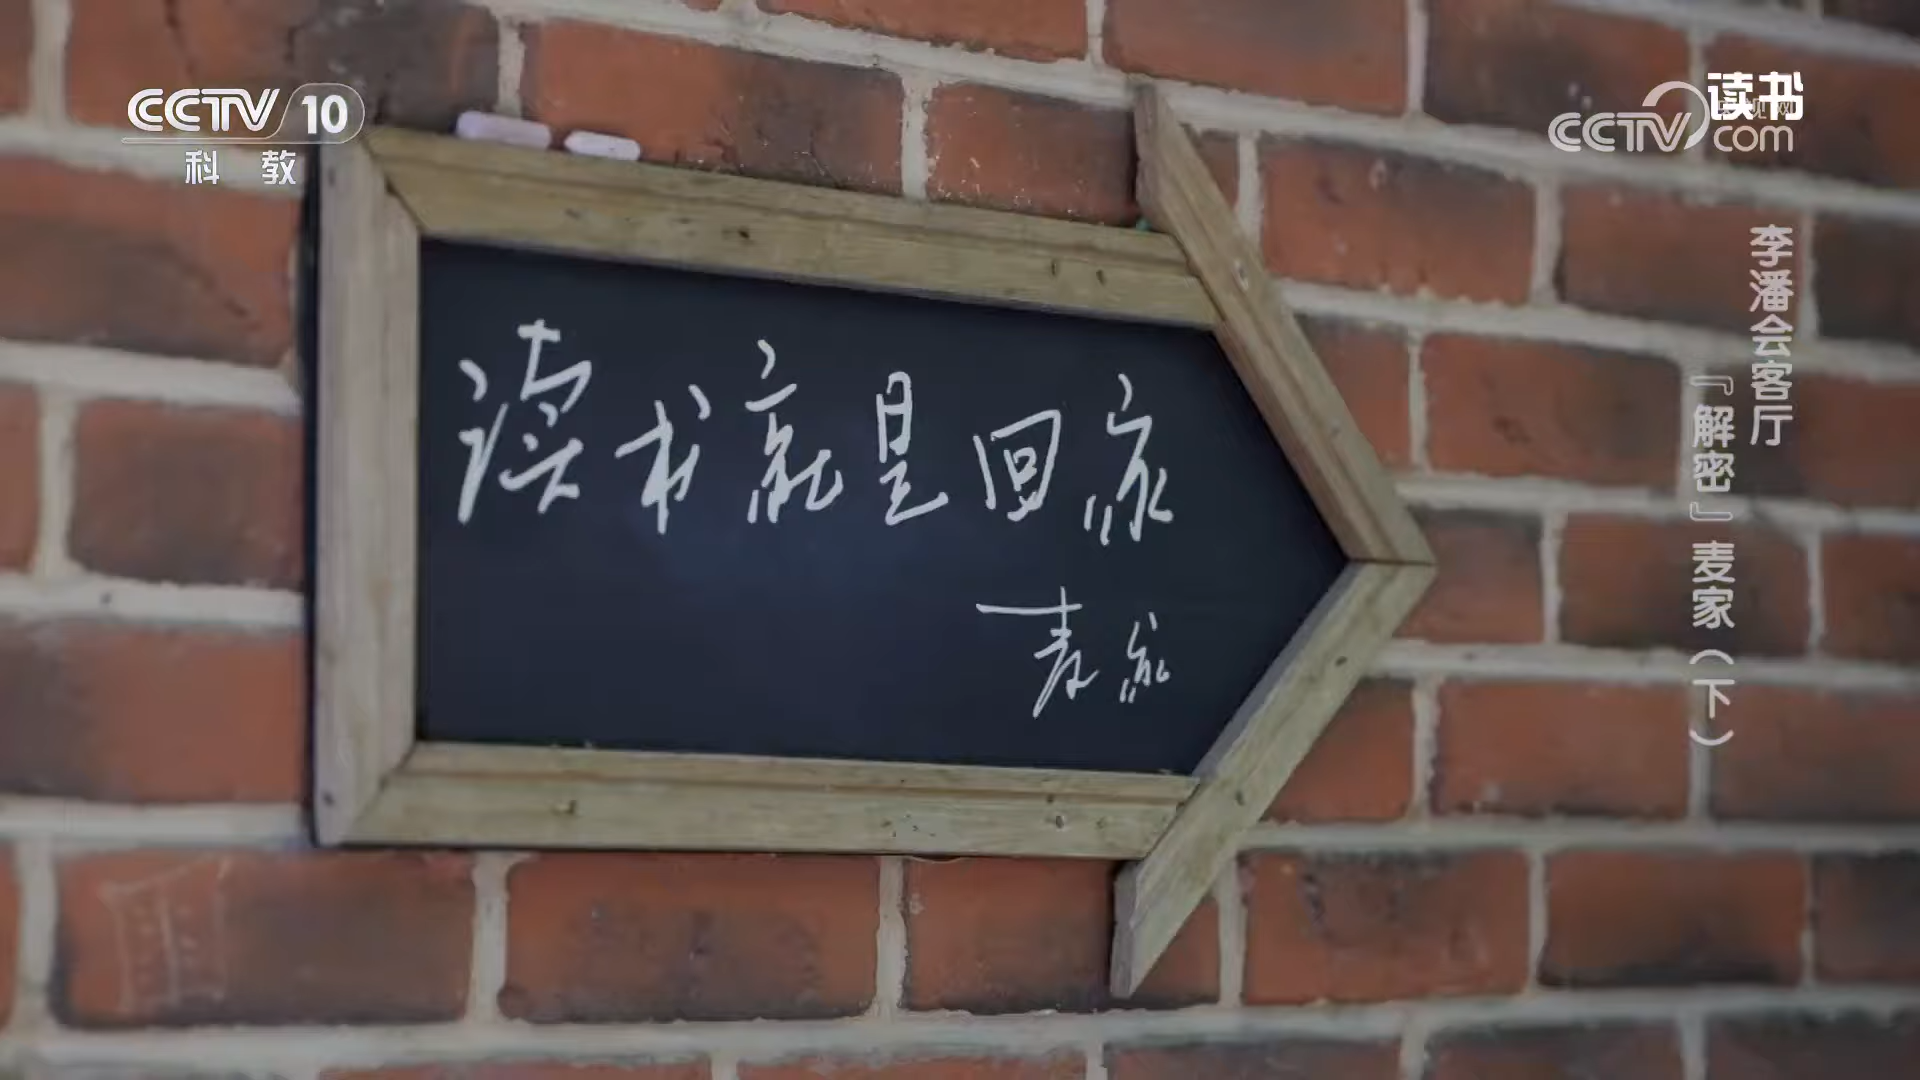 CCTV 10
科 教
读书
CCTV.com
李潘会客厅
『解密』麦家（下）
读书就是回家
麦家